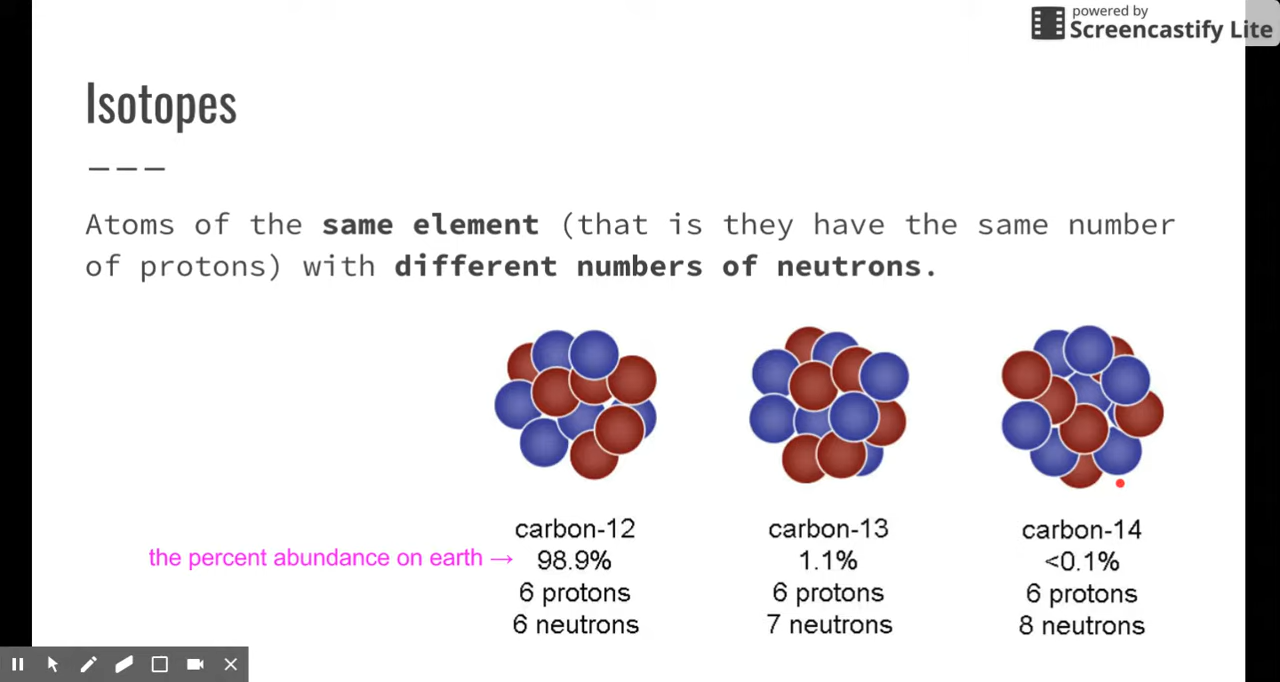 powered by
Screencastify Lite
Isotopes
Atoms of the same element (that is they have the same number
of protons) with different numbers of neutrons.
carbon-12 carbon-13 carbon-14
the percent abundance on earth → 98.9% 1.1% <0.1%
6 protons 6 protons 6 protons
6 neutrons 7 neutrons 8 neutrons